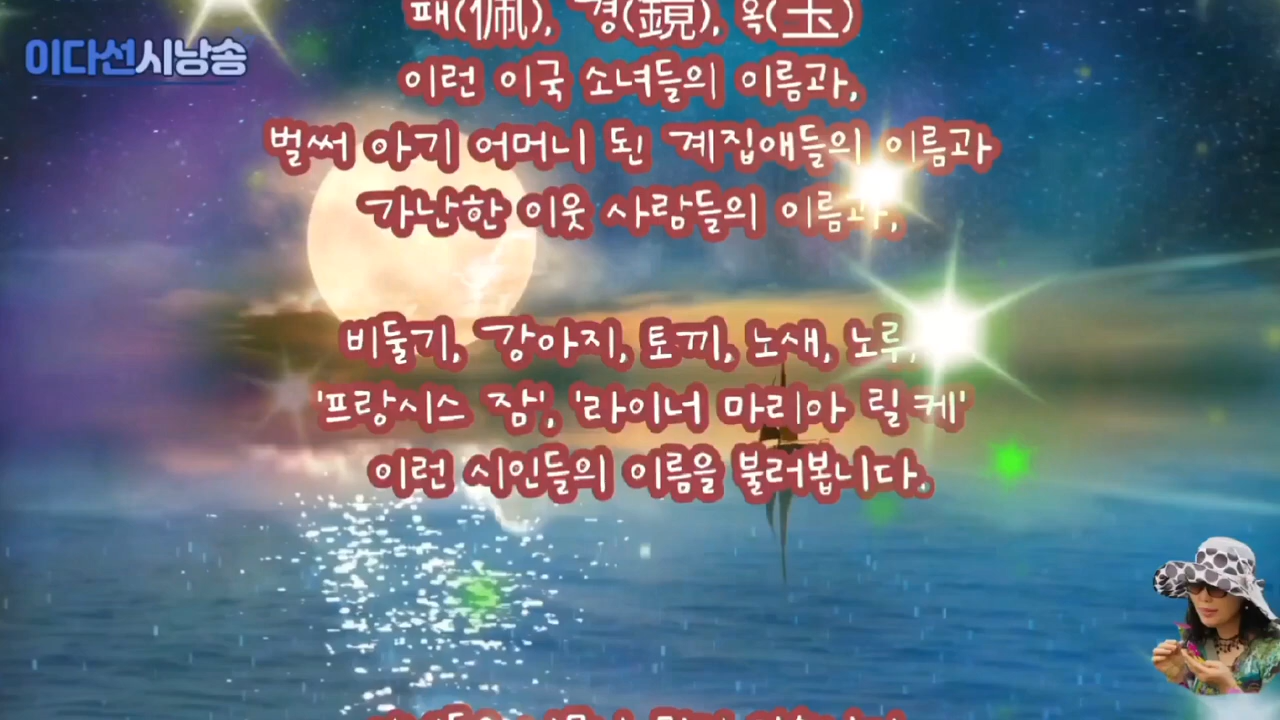 이다선시낭송
패(佩), 경(鏡), 옥(玉)
이런 이국 소녀들의 이름과,
벌써 아기 어머니 된 계집애들의 이름과
가난한 이웃 사람들의 이름과,
비둘기, 강아지, 토끼, 노새, 노루,
'프랑시스 잠', '라이너 마리아 릴케'
이런 시인들의 이름을 불러봅니다.